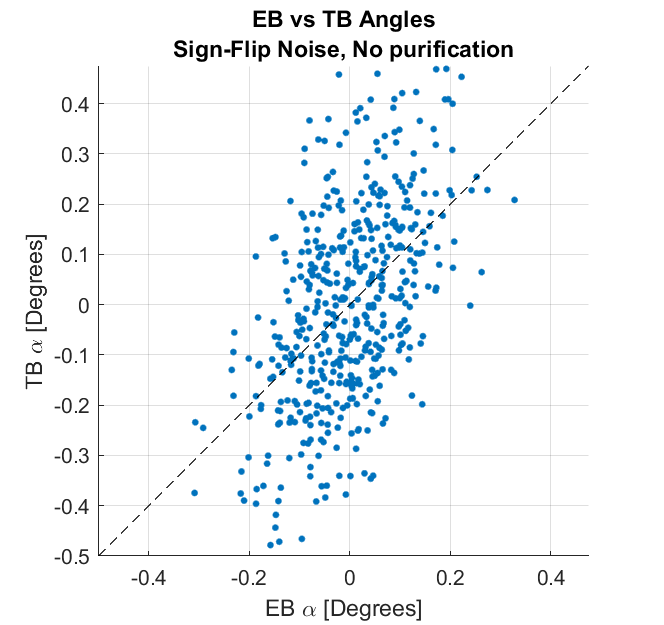 EB vs TB Angles
Sign-Flip Noise, No purification
0.4
0.3
0.2
0.1
0
-0.1
-0.2
-0.3
-0.4
-0.5
TB α [Degrees]
-0.4 -0.2 0 0.2 0.4
EB α [Degrees]